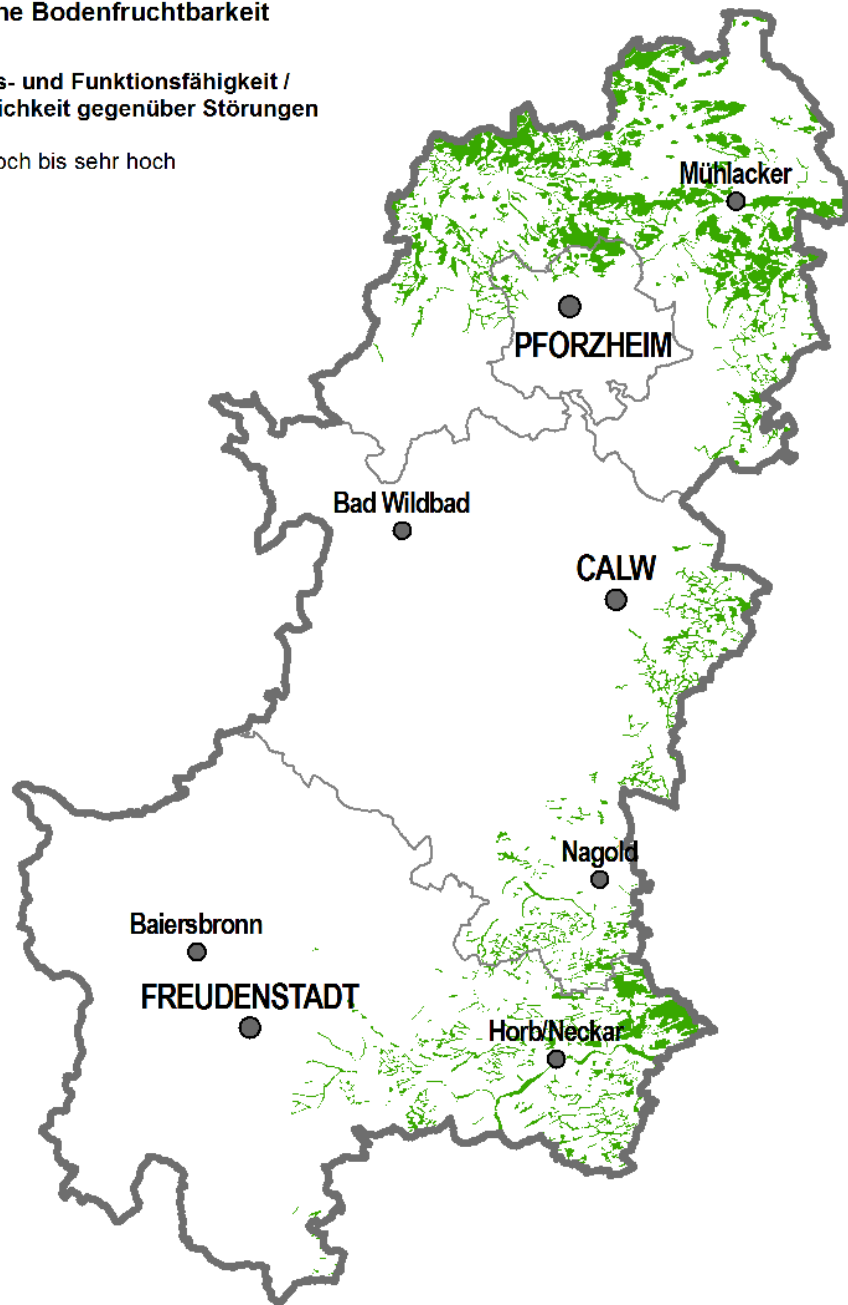 ne Bodenfruchtbarkeit
s- und Funktionsfähigkeit /
lichkeit gegenüber Störungen
och bis sehr hoch
Mühlacker
PFORZHEIM
Bad Wildbad
CALW
Nagold
Baiersbronn
FREUDENSTADT
Horb/Neckar